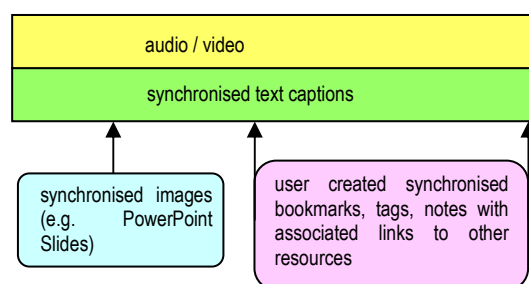 audio / video
synchronised text captions
synchronised images
(e.g. PowerPoint
Slides)
user created synchronised
bookmarks, tags, notes with
associated links to other
resources